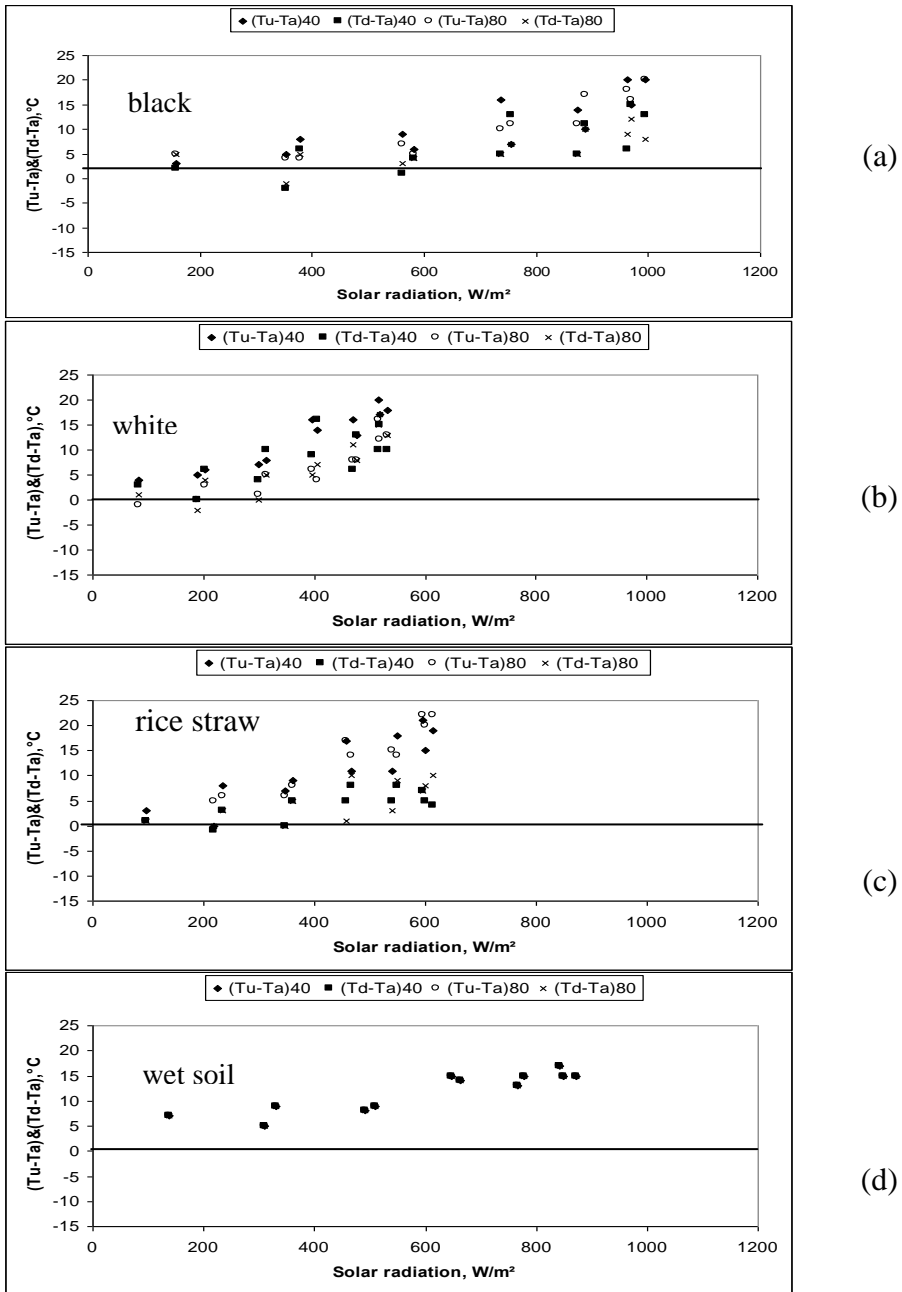 ◆(Tu-Ta)40 ■(Td-Ta)40 ○(Tu-Ta)80 ×(Td-Ta)80
(Tu-Ta)&(Td-Ta),°C
25
20
15
10
5
0
-5
-10
-15
black
0 200 400 600 800 1000 1200
Solar radiation, W/m²
(a)
◆(Tu-Ta)40 ■(Td-Ta)40 ○(Tu-Ta)80 ×(Td-Ta)80
(Tu-Ta)&(Td-Ta),°C
25
20
15
10
5
0
-5
-10
-15
white
0 200 400 600 800 1000 1200
Solar radiation, W/m²
(b)
◆(Tu-Ta)40 ■(Td-Ta)40 ○(Tu-Ta)80 ×(Td-Ta)80
(Tu-Ta)&(Td-Ta),°C
25
20
15
10
5
0
-5
-10
-15
rice straw
0 200 400 600 800 1000 1200
Solar radiation, W/m²
(c)
◆(Tu-Ta)40 ■(Td-Ta)40 ○(Tu-Ta)80 ×(Td-Ta)80
(Tu-Ta)&(Td-Ta),°C
25
20
15
10
5
0
-5
-10
-15
wet soil
0 200 400 600 800 1000 1200
Solar radiation, W/m²
(d)